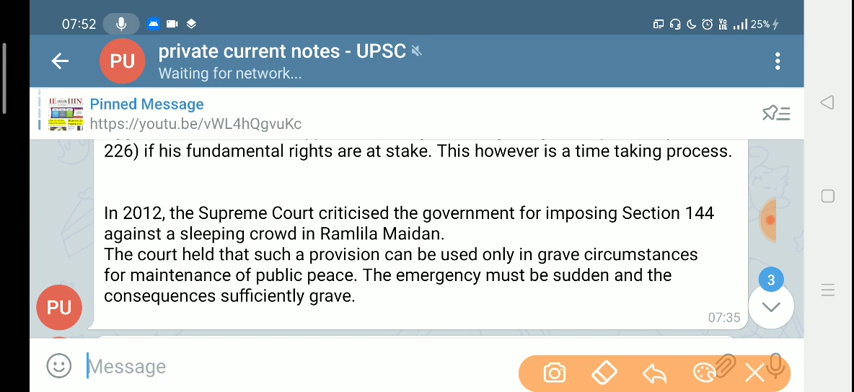 07:52
25%
private current notes - UPSC
PU
Waiting for network...
Pinned Message
https://youtu.be/vWL4hQgvuKc
226) if his fundamental rights are at stake. This however is a time taking process.
In 2012, the Supreme Court criticised the government for imposing Section 144
against a sleeping crowd in Ramlila Maidan.
The court held that such a provision can be used only in grave circumstances
for maintenance of public peace. The emergency must be sudden and the
consequences sufficiently grave.
PU
3
07:35
Message